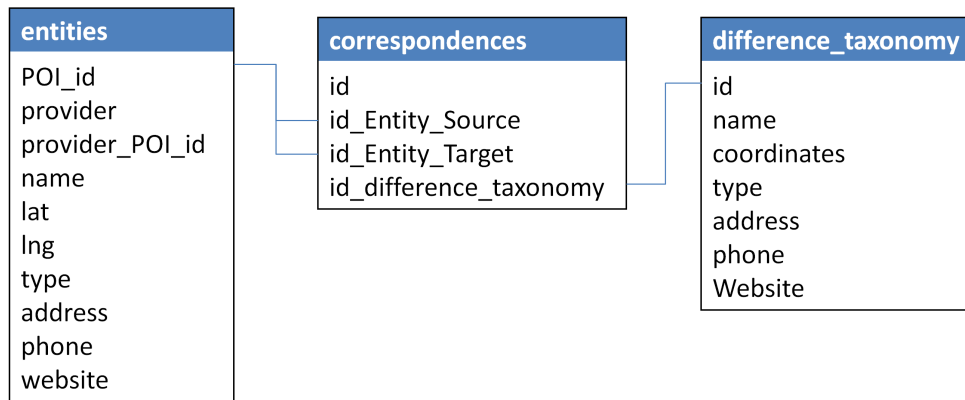 entities
POI_id
provider
provider_POI_id
name
lat
lng
type
address
phone
website
correspondences
id
id_Entity_Source
id_Entity_Target
id_difference_taxonomy
difference_taxonomy
id
name
coordinates
type
address
phone
Website